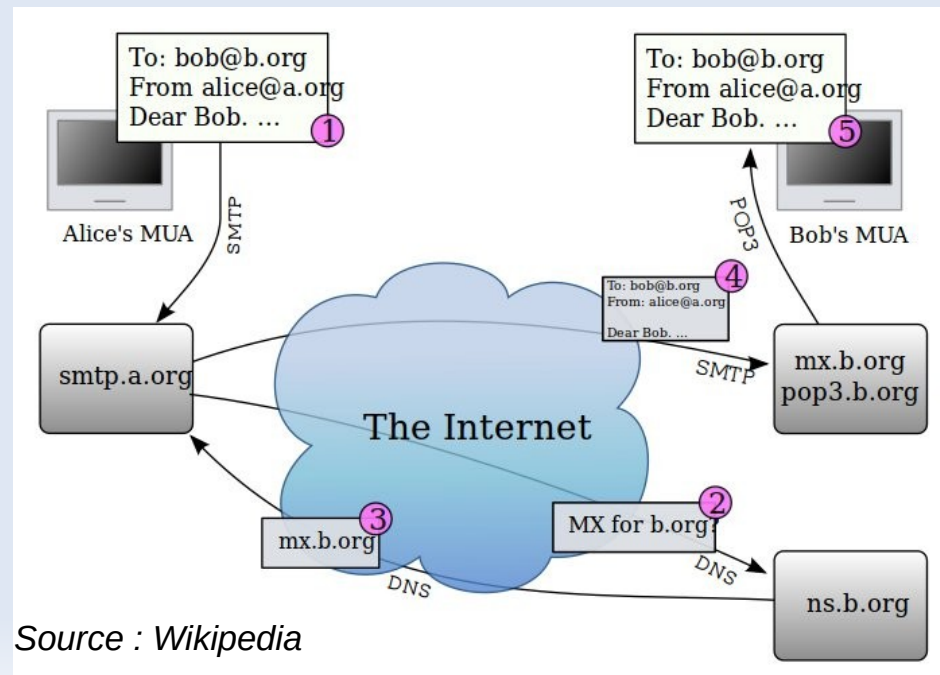 To: bob@b.org
From alice@a.org
Dear Bob. ...
1
Alice's MUA
SMTP
To: bob@b.org
From alice@a.org
Dear Bob. ...
5
Bob's MUA
POP3
To: bob@b.org
From: alice@a.org
Dear Bob. ...
4
SMTP
smtp.a.org
mx.b.org
pop3.b.org
The Internet
3
mx.b.org
DNS
2
MX for b.org?
DNS
ns.b.org
Source : Wikipedia